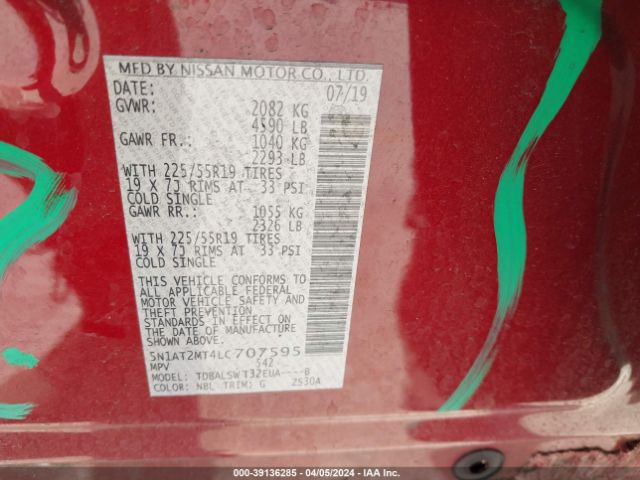 MFD BY NISSAN MOTOR CO., LTD.
DATE: 07/19
GVWR: 2082 KG
4590 LB
GAWR FR.: 1040 KG
2293 LB
WITH 225/55R19 TIRES
19 X 7J RIMS AT 33 PSI
COLD SINGLE
GAWR RR.: 1055 KG
2326 LB
WITH 225/55R19 TIRES
19 X 7J RIMS AT 33 PSI
COLD SINGLE
THIS VEHICLE CONFORMS TO
ALL APPLICABLE FEDERAL
MOTOR VEHICLE SAFETY AND
THEFT PREVENTION
STANDARDS IN EFFECT ON
THE DATE OF MANUFACTURE
SHOWN ABOVE.
5N1AT2MT4LC707595
MPV 542
MODEL: TDBALSWT32EUA----B
COLOR: NBL TRIM: G 2S30A
000-39136285 - 04/05/2024 - IAA Inc.